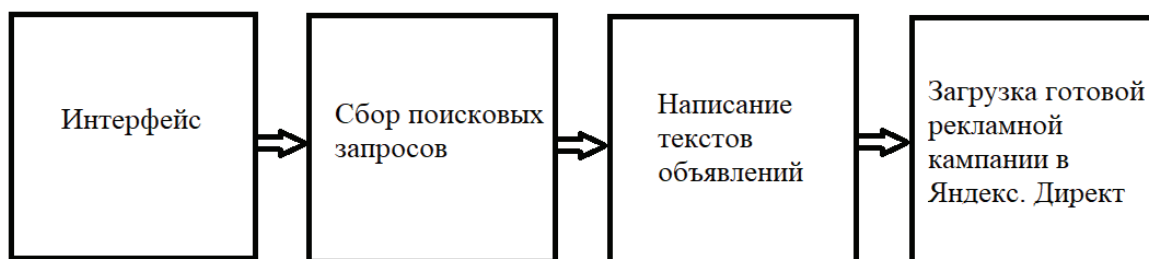 Интерфейс
Сбор поисковых
запросов
Написание
текстов
объявлений
Загрузка готовой
рекламной
кампании в
Яндекс. Директ